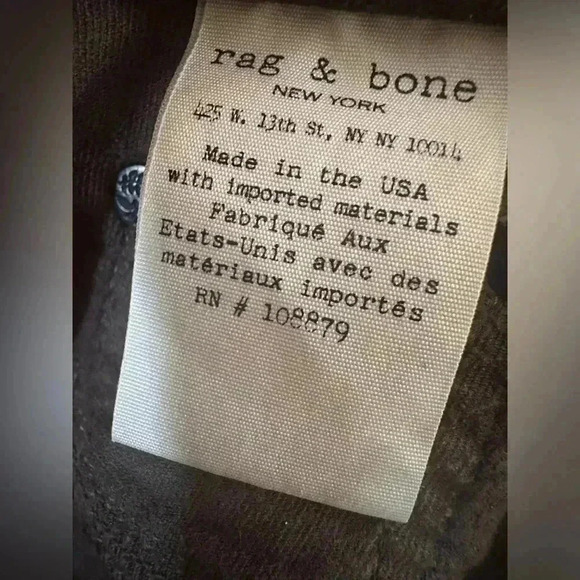 rag & bone
NEW YORK
425 W. 13th St, NY NY 10014
Made in the USA
with imported materials
Fabriqué Aux
Etats-Unis avec des
matériaux importés
RN # 108879